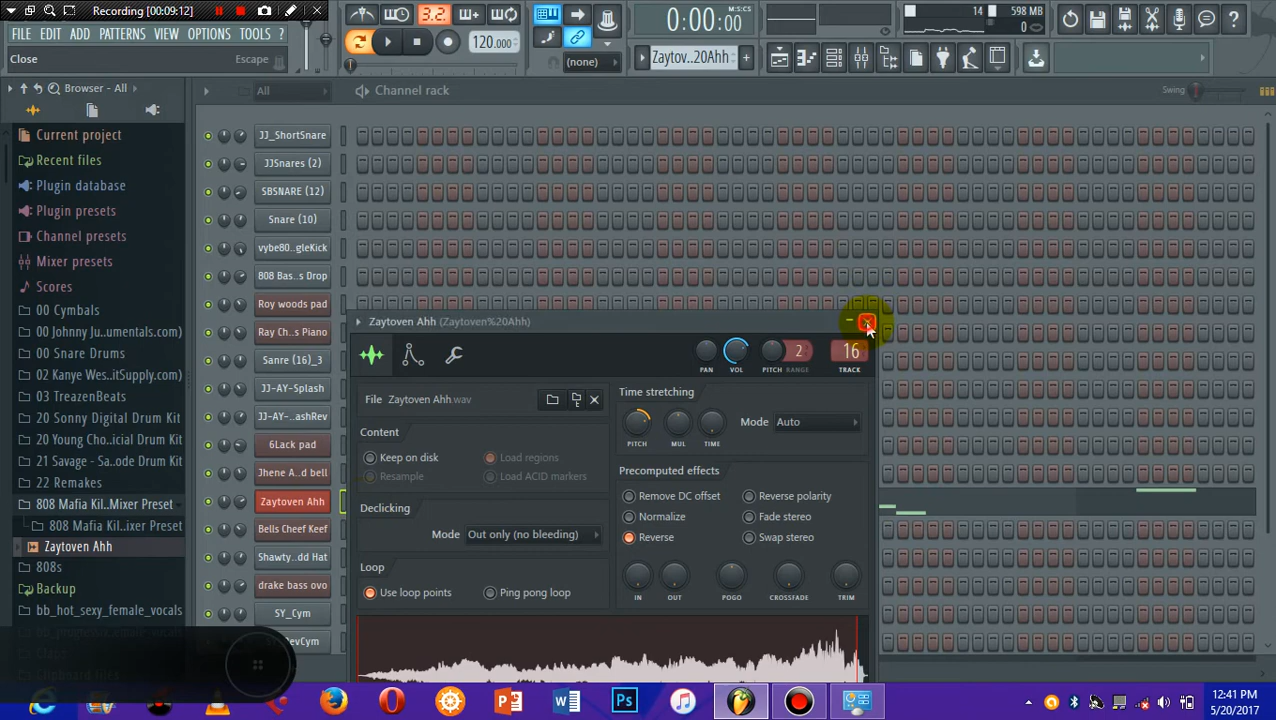 Recording [00:09:12]
3.2.
0:00:00
M:S:CS
14
598 MB
0
FILE EDIT ADD PATTERNS VIEW OPTIONS TOOLS ?
120.000
Close
Escape
(none)
Zaytov..20Ahh
Browser - All
All
Channel rack
Swing
Current project
Recent files
Plugin database
Plugin presets
Channel presets
Mixer presets
Scores
00 Cymbals
00 Johnny Ju..umentals.com)
00 Snare Drums
02 Kanye Wes..itSupply.com)
03 TreazenBeats
20 Sonny Digital Drum Kit
20 Young Cho..icial Drum Kit
21 Savage - Sa..ode Drum Kit
22 Remakes
808 Mafia Kil..Mixer Preset
808 Mafia Kil..ixer Preset
Zaytoven Ahh
808s
Backup
bb_hot_sexy_female_vocals
Claps
Clipboard Files
JJ_ShortSnare
JJSnares (2)
SBSNARE (12)
Snare (10)
vybe80..gleKick
808 Bas..s Drop
Roy woods pad
Ray Ch..s Piano
Sanre (16)_3
JJ-AY-Splash
JJ-AY-..ashRev
6Lack pad
Jhene A..d bell
Zaytoven Ahh
Bells Cheef Keef
Shawty..dd Hat
drake bass ovo
SY_Cym
Zaytoven Ahh (Zaytoven%20Ahh)
2
16
PAN VOL PITCH RANGE TRACK
File Zaytoven Ahh.wav
Content
Keep on disk
Load regions
Resample
Load ACID markers
Declicking
Mode Out only (no bleeding)
Loop
Use loop points
Ping pong loop
Time stretching
PITCH MUL TIME
Mode Auto
Precomputed effects
Remove DC offset
Reverse polarity
Normalize
Fade stereo
Reverse
Swap stereo
IN OUT POGO CROSSFADE TRIM
12:41 PM
5/20/2017